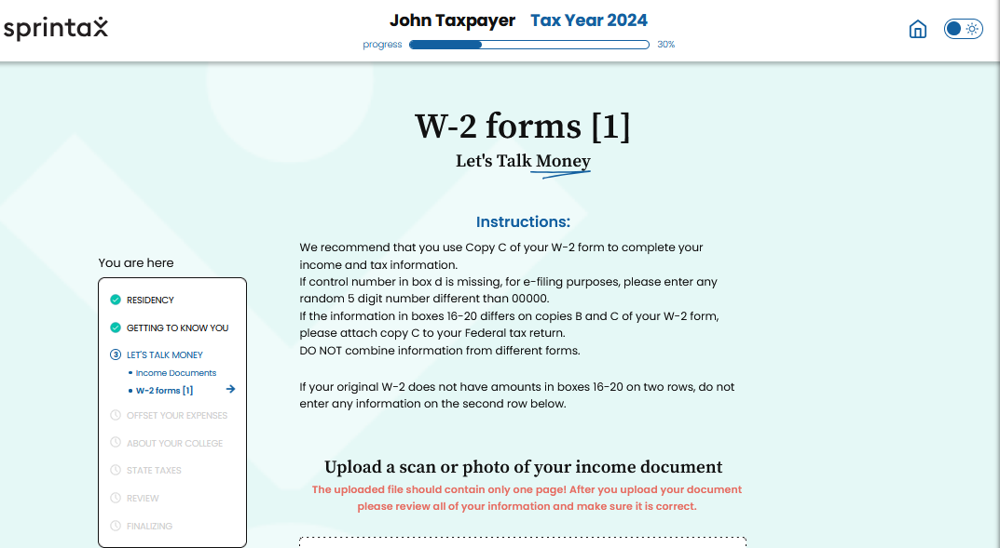 sprintax
John Taxpayer Tax Year 2024
progress 30%
W-2 forms [1]
Let's Talk Money
Instructions:
We recommend that you use Copy C of your W-2 form to complete your
income and tax information.
If control number in box d is missing, for e-filing purposes, please enter any
random 5 digit number different than 00000.
If the information in boxes 16-20 differs on copies B and C of your W-2 form,
please attach copy C to your Federal tax return.
DO NOT combine information from different forms.
If your original W-2 does not have amounts in boxes 16-20 on two rows, do not
enter any information on the second row below.
You are here
RESIDENCY
GETTING TO KNOW YOU
3 LET'S TALK MONEY
• Income Documents
• W-2 forms [1]
OFFSET YOUR EXPENSES
ABOUT YOUR COLLEGE
STATE TAXES
REVIEW
FINALIZING
Upload a scan or photo of your income document
The uploaded file should contain only one page! After you upload your document
please review all of your information and make sure it is correct.